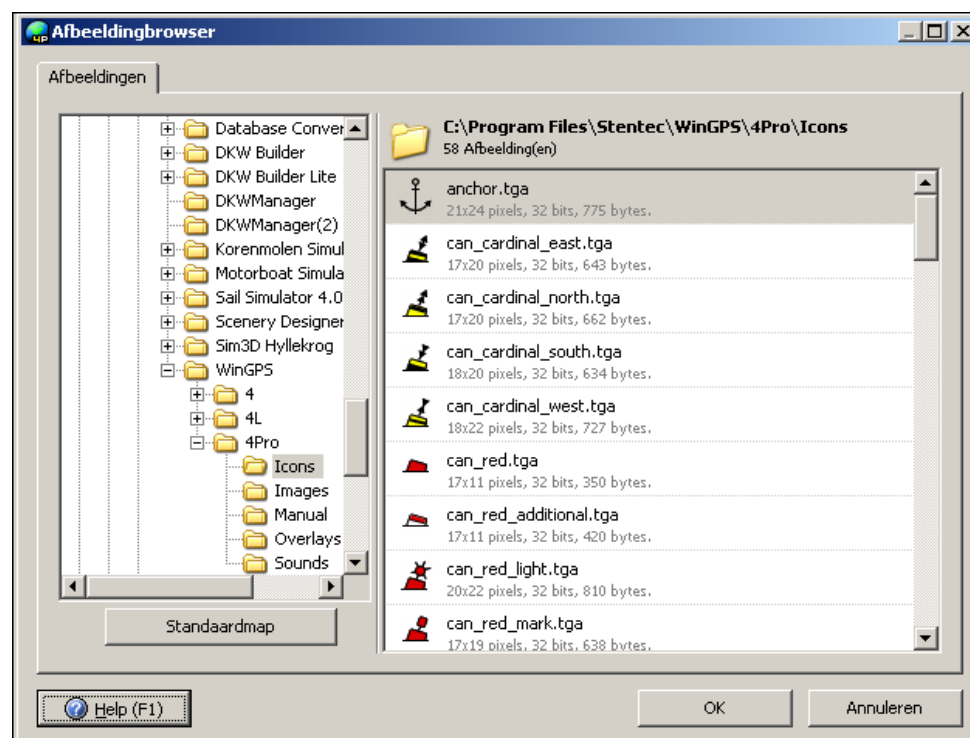 Afbeeldingbrowser
Afbeeldingen
Database Conver
DKW Builder
DKW Builder Lite
DKWManager
DKWManager(2)
Korenmolen Simul
Motorboat Simula
Sail Simulator 4.0
Scenery Designer
Sim3D Hyllekrog
WinGPS
4
4L
4Pro
Icons
Images
Manual
Overlays
Sounds
Standaardmap
C:\Program Files\Stentec\WinGPS\4Pro\Icons
58 Afbeelding(en)
anchor.tga
21x24 pixels, 32 bits, 775 bytes.
can_cardinal_east.tga
17x20 pixels, 32 bits, 643 bytes.
can_cardinal_north.tga
17x20 pixels, 32 bits, 662 bytes.
can_cardinal_south.tga
18x20 pixels, 32 bits, 634 bytes.
can_cardinal_west.tga
18x22 pixels, 32 bits, 727 bytes.
can_red.tga
17x11 pixels, 32 bits, 350 bytes.
can_red_additional.tga
17x11 pixels, 32 bits, 420 bytes.
can_red_light.tga
20x22 pixels, 32 bits, 810 bytes.
can_red_mark.tga
17x19 pixels, 32 bits, 638 bytes.
Help (F1)
OK
Annuleren